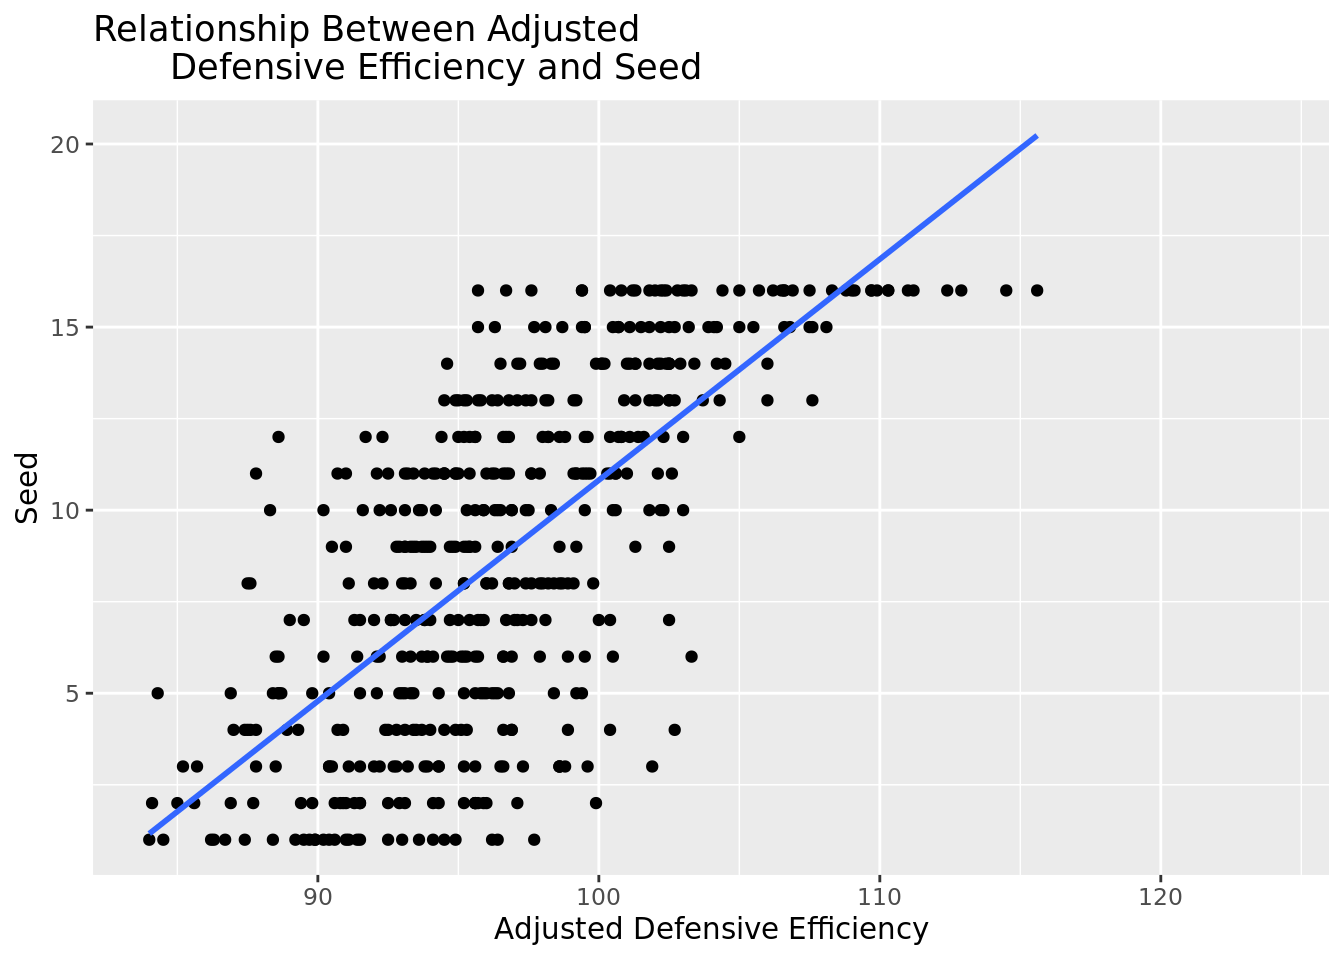 Relationship Between Adjusted
Defensive Efficiency and Seed
20
15
10
5
Seed
90 100 110 120
Adjusted Defensive Efficiency